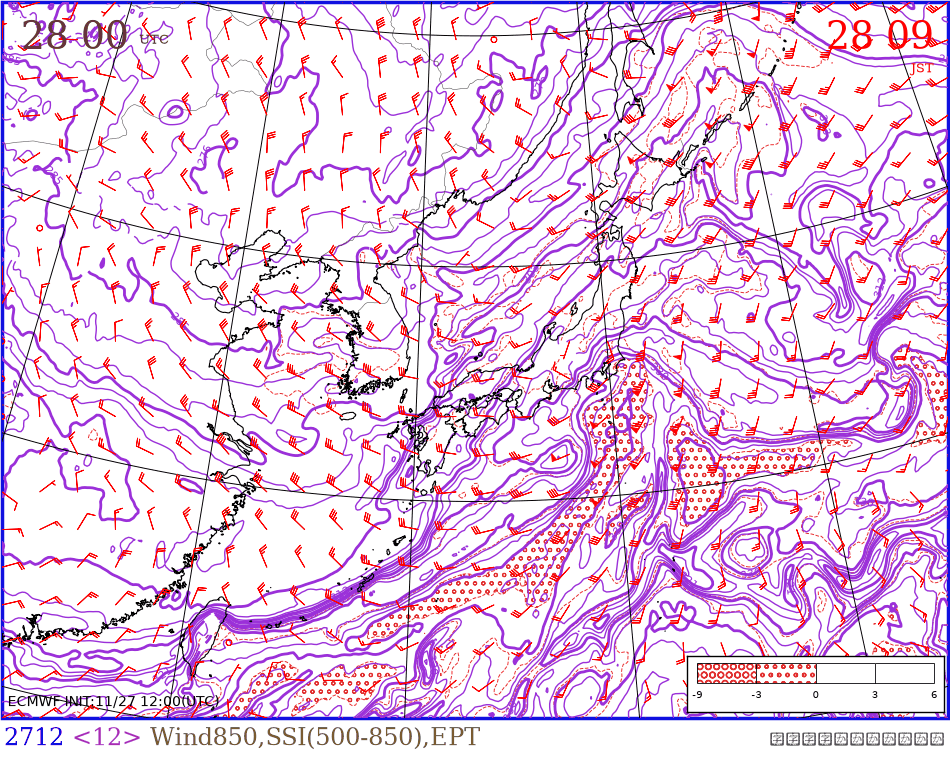 28 00 UTC
28 09
JST
ECMWF INIT:11/27 12:00(UTC)
-9 -3 0 3 6
2712 <12> Wind850,SSI(500-850),EPT